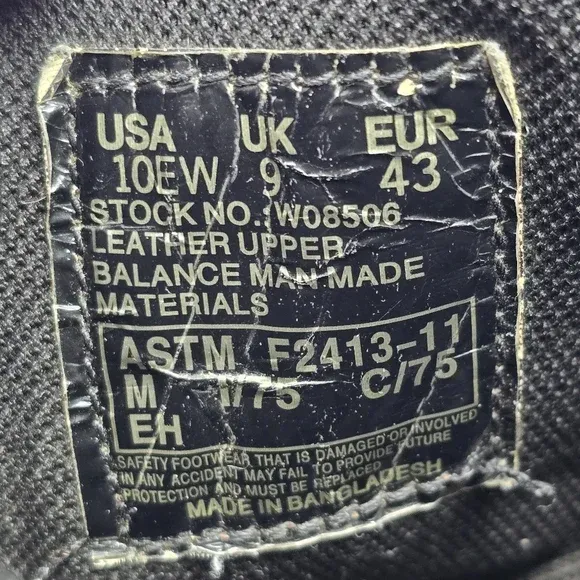 USA UK EUR
10EW 9 43
STOCK NO.:W08506
LEATHER UPPER
BALANCE MAN MADE
MATERIALS
ASTM F2413-11
M I/75 C/75
EH
SAFETY FOOTWEAR THAT IS DAMAGED OR INVOLVED
IN ANY ACCIDENT MAY FAIL TO PROVIDE FUTURE
PROTECTION AND MUST BE REPLACED
MADE IN BANGLADESH